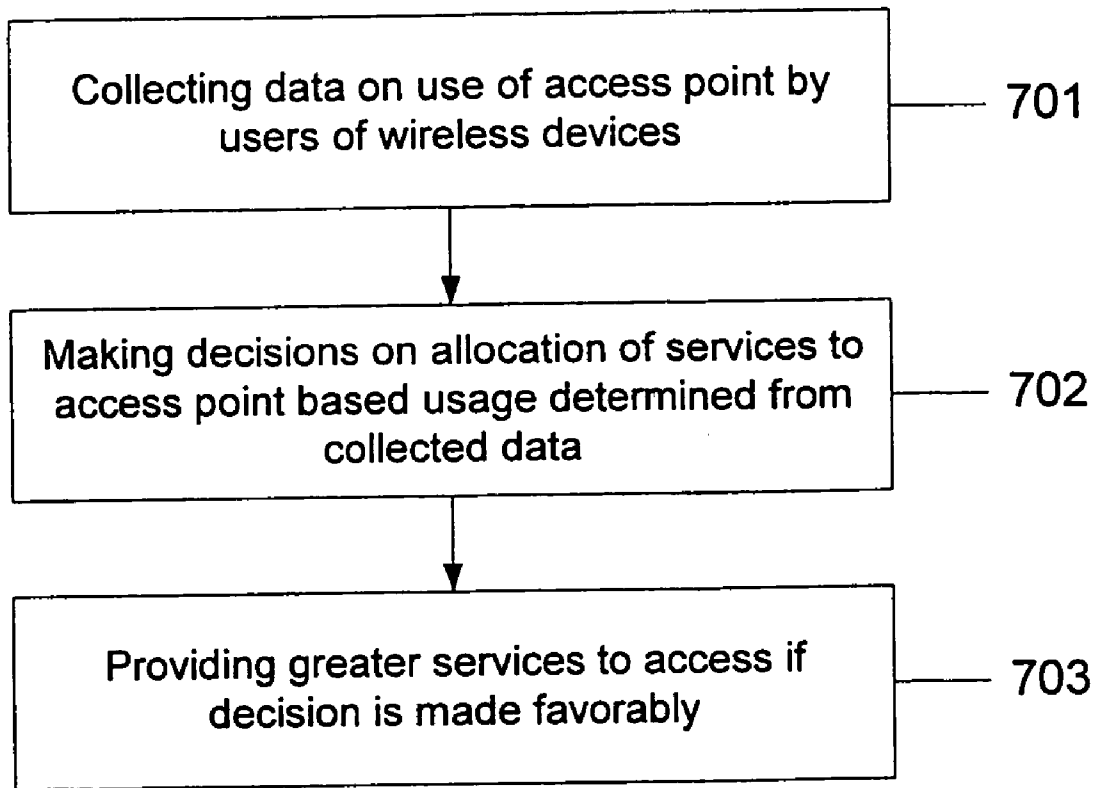 Collecting data on use of access point by
users of wireless devices
701
Making decisions on allocation of services to
access point based usage determined from
collected data
702
Providing greater services to access if
decision is made favorably
703